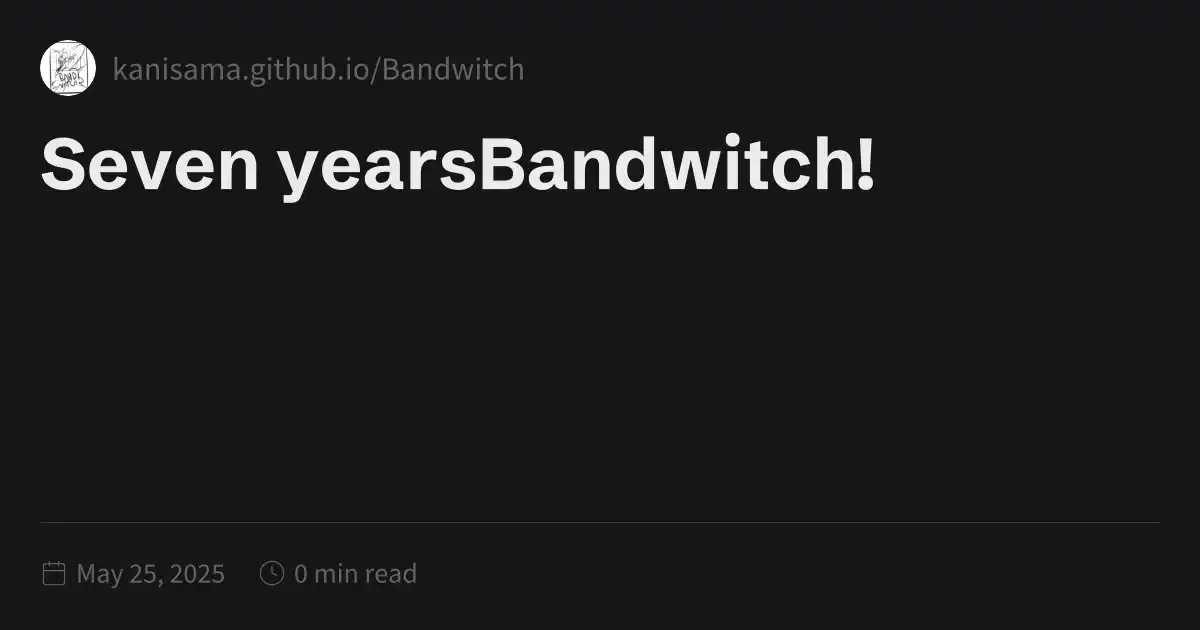 kanisama.github.io/Bandwitch
Seven yearsBandwitch!
May 25, 2025
0 min read